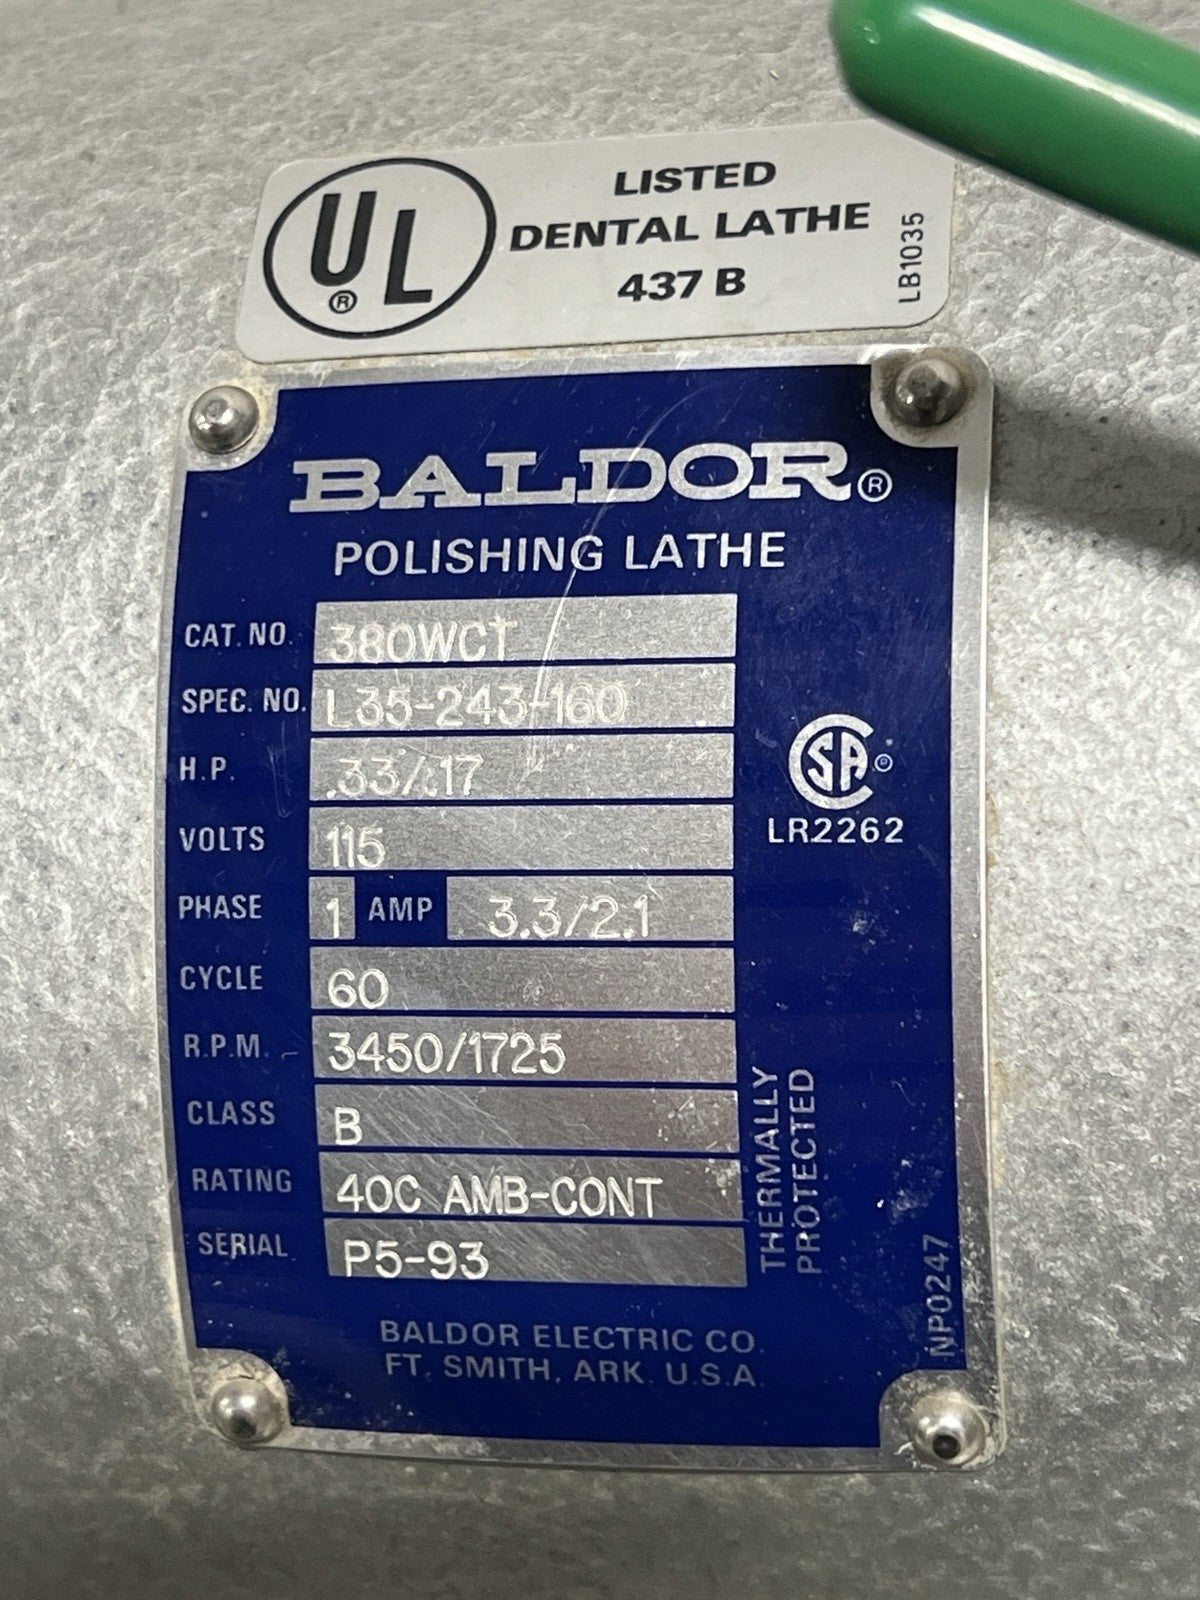 UL®
LISTED
DENTAL LATHE
437 B
LB1035
BALDOR®
POLISHING LATHE
CAT. NO. 380WCT
SPEC. NO. L35-243-160
H.P. .33/.17
VOLTS 115
PHASE 1 AMP 3.3/2.1
CYCLE 60
R.P.M. 3450/1725
CLASS B
RATING 40C AMB-CONT
SERIAL P5-93
CSA®
LR2262
THERMALLY
PROTECTED
NP0247
BALDOR ELECTRIC CO.
FT. SMITH, ARK. U.S.A.